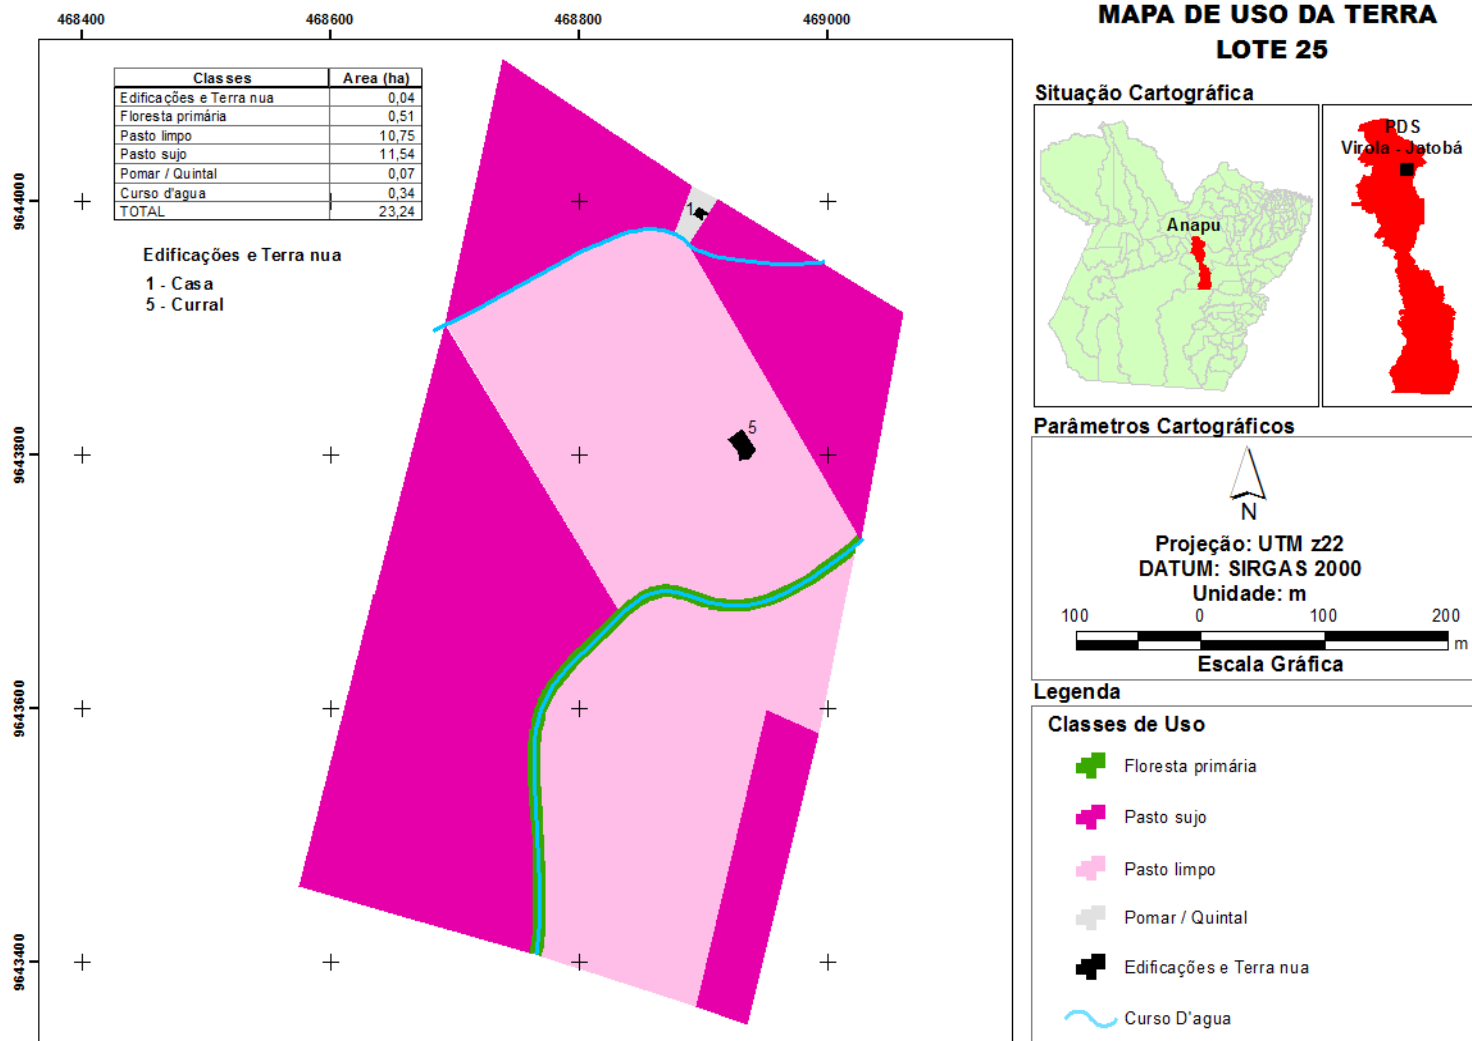 468400 468600 468800 469000
9644000
9643800
9643600
9643400
Classes Area (ha)
Edificações e Terra nua 0,04
Floresta primária 0,51
Pasto limpo 10,75
Pasto sujo 11,54
Pomar / Quintal 0,07
Curso d'agua 0,34
TOTAL 23,24
Edificações e Terra nua
1 - Casa
5 - Curral
1
5
MAPA DE USO DA TERRA
LOTE 25
Situação Cartográfica
Anapu
PDS
Virola - Jatobá
Parâmetros Cartográficos
N
Projeção: UTM z22
DATUM: SIRGAS 2000
Unidade: m
100 0 100 200
m
Escala Gráfica
Legenda
Classes de Uso
Floresta primária
Pasto sujo
Pasto limpo
Pomar / Quintal
Edificações e Terra nua
Curso D'agua